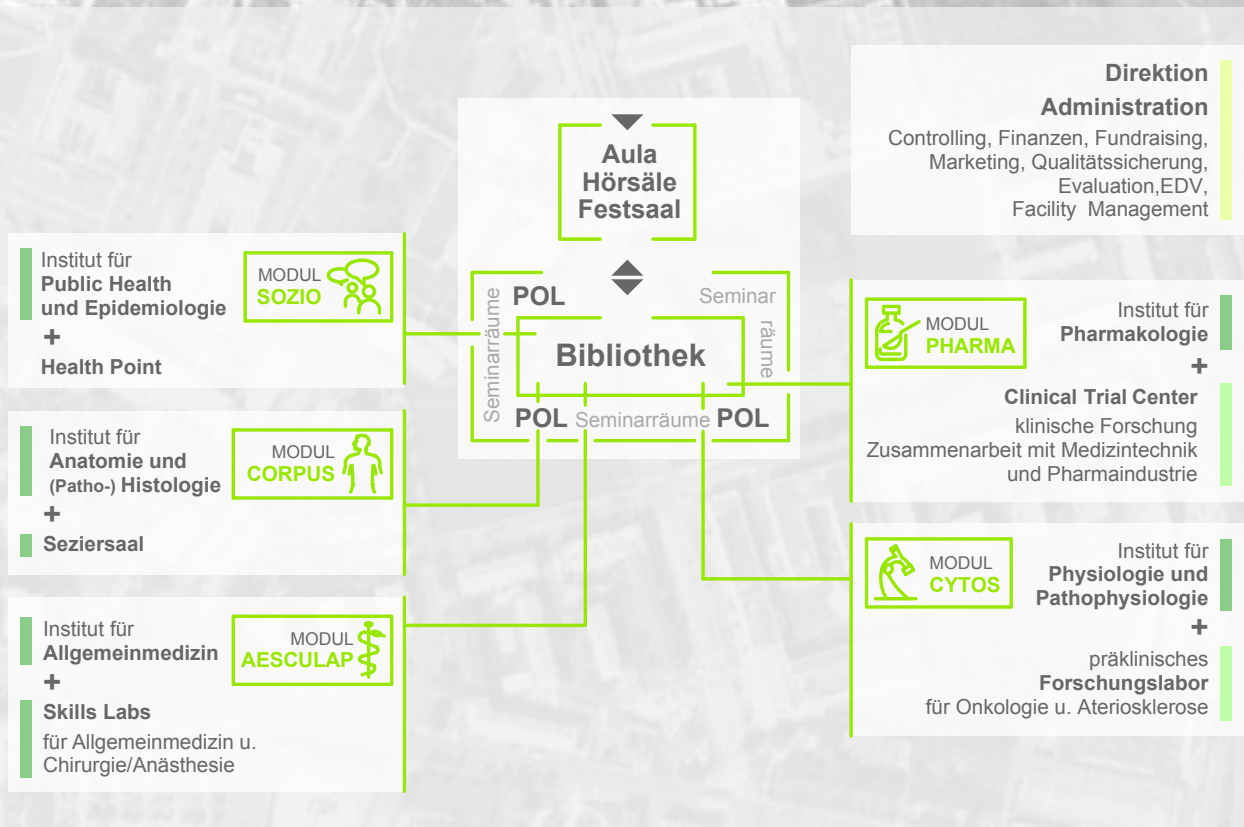 Direktion
Administration
Controlling, Finanzen, Fundraising,
Marketing, Qualitätssicherung,
Evaluation,EDV,
Facility Management
Aula
Hörsäle
Festsaal
POL
Seminar
räume
Seminarräume
Bibliothek
POL Seminarräume POL
Institut für
Public Health
und Epidemiologie
+
Health Point
MODUL
SOZIO
Institut für
Anatomie und
(Patho-) Histologie
+
Seziersaal
MODUL
CORPUS
Institut für
Allgemeinmedizin
+
Skills Labs
für Allgemeinmedizin u.
Chirurgie/Anästhesie
MODUL
AESCULAP
MODUL
PHARMA
Institut für
Pharmakologie
+
Clinical Trial Center
klinische Forschung
Zusammenarbeit mit Medizintechnik
und Pharmaindustrie
MODUL
CYTOS
Institut für
Physiologie und
Pathophysiologie
+
präklinisches
Forschungslabor
für Onkologie u. Ateriosklerose